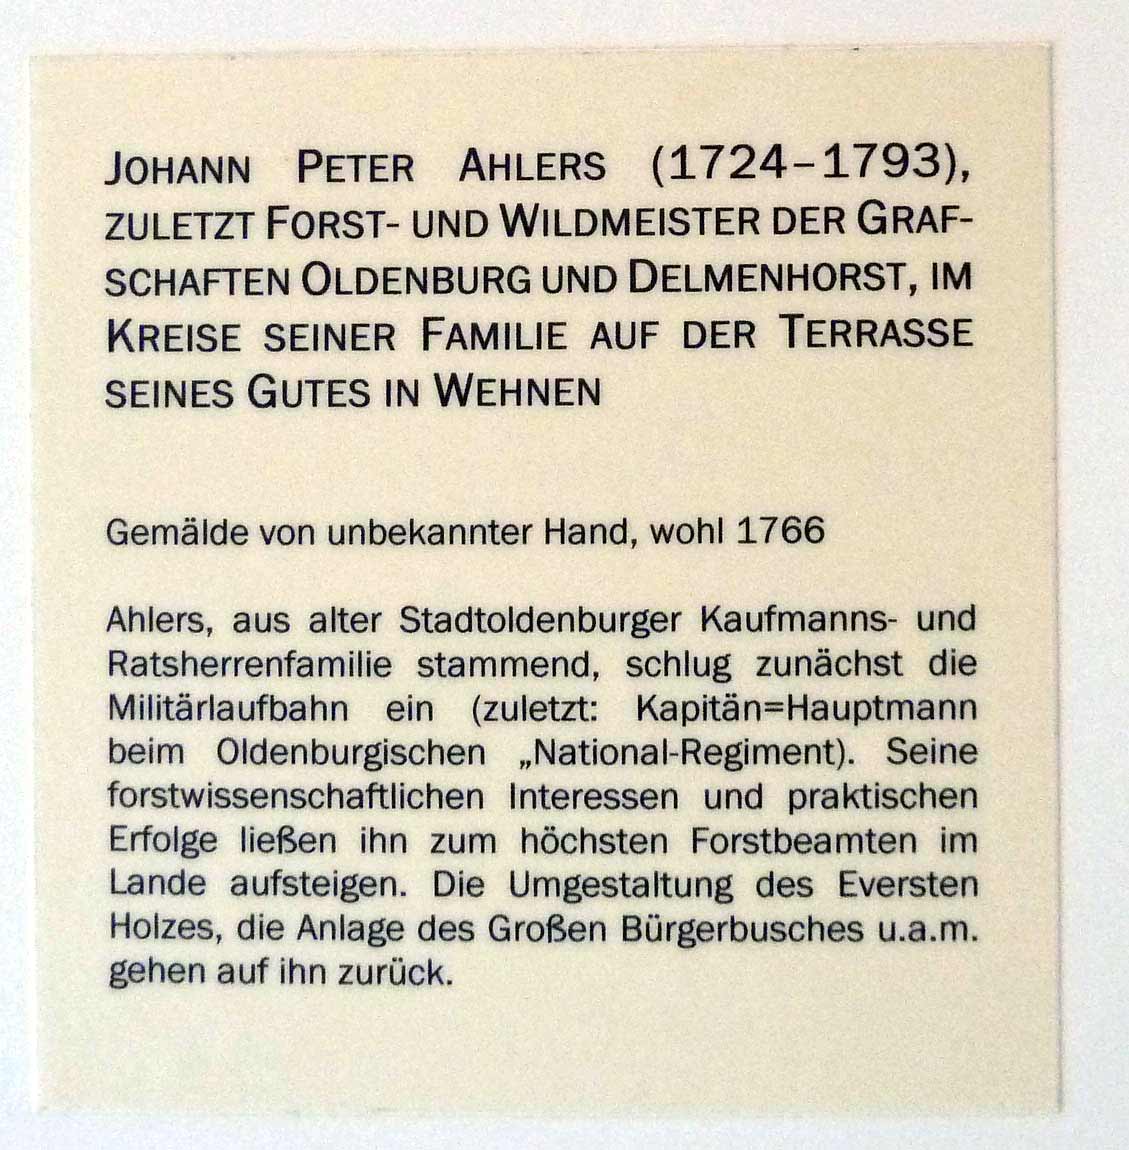 JOHANN PETER AHLERS (1724–1793),
ZULETZT FORST- UND WILDMEISTER DER GRAF-
SCHAFTEN OLDENBURG UND DELMENHORST, IM
KREISE SEINER FAMILIE AUF DER TERRASSE
SEINES GUTES IN WEHNEN
Gemälde von unbekannter Hand, wohl 1766
Ahlers, aus alter Stadtoldenburger Kaufmanns- und
Ratsherrenfamilie stammend, schlug zunächst die
Militärlaufbahn ein (zuletzt: Kapitän=Hauptmann
beim Oldenburgischen „National-Regiment). Seine
forstwissenschaftlichen Interessen und praktischen
Erfolge ließen ihn zum höchsten Forstbeamten im
Lande aufsteigen. Die Umgestaltung des Eversten
Holzes, die Anlage des Großen Bürgerbusches u.a.m.
gehen auf ihn zurück.